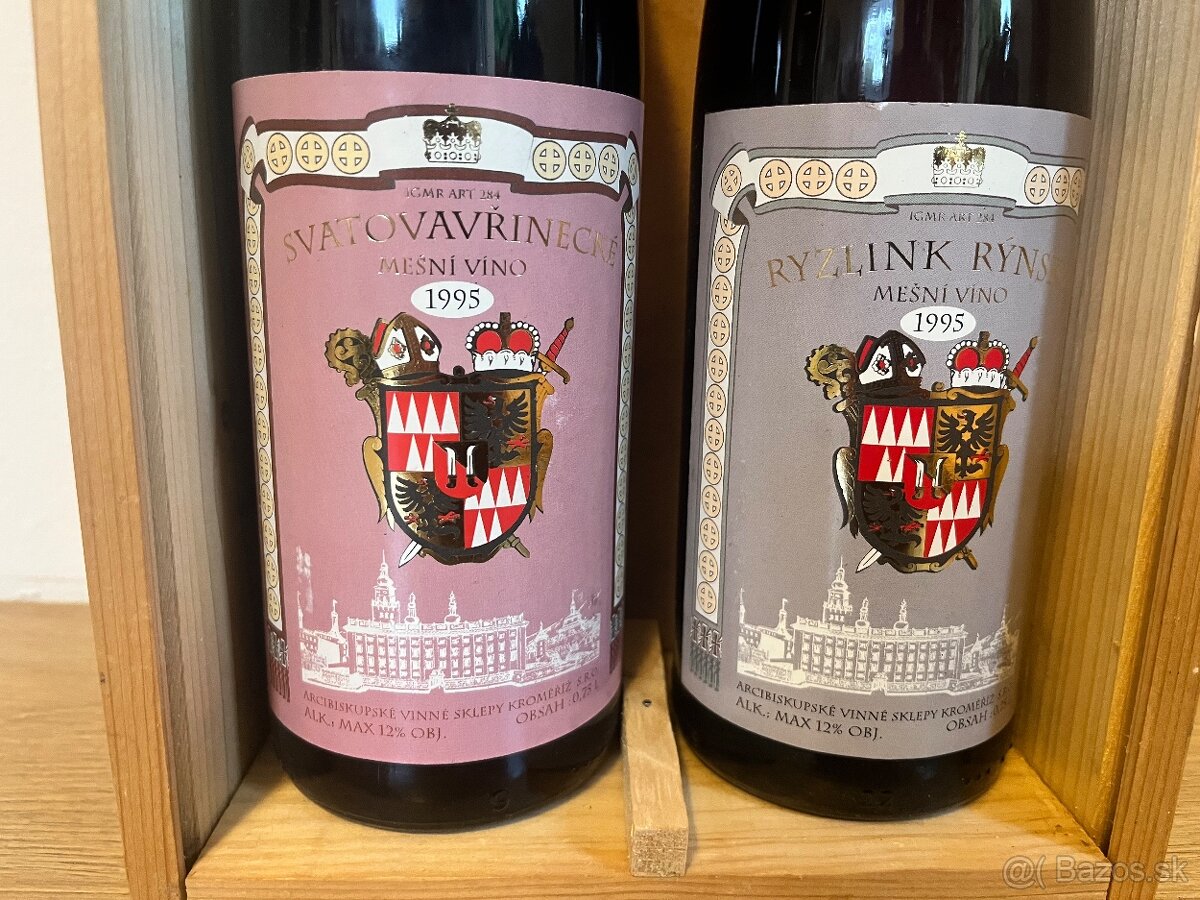 IGMR ART 284
SVATOVAVŘINECKÉ
MEŠNÍ VÍNO
1995
ARCIBISKUPSKÉ VINNÉ SKLEPY KROMĚŘÍŽ S.R.O.
ALK.: MAX 12% OBJ. OBSAH : 0,75 L
IGMR ART 284
RYZLINK RÝNS
MEŠNÍ VÍNO
1995
ARCIBISKUPSKÉ VINNÉ SKLEPY KROMĚŘÍŽ S.R.
ALK.: MAX 12% OBJ. OBSAH :
@( Bazos.sk